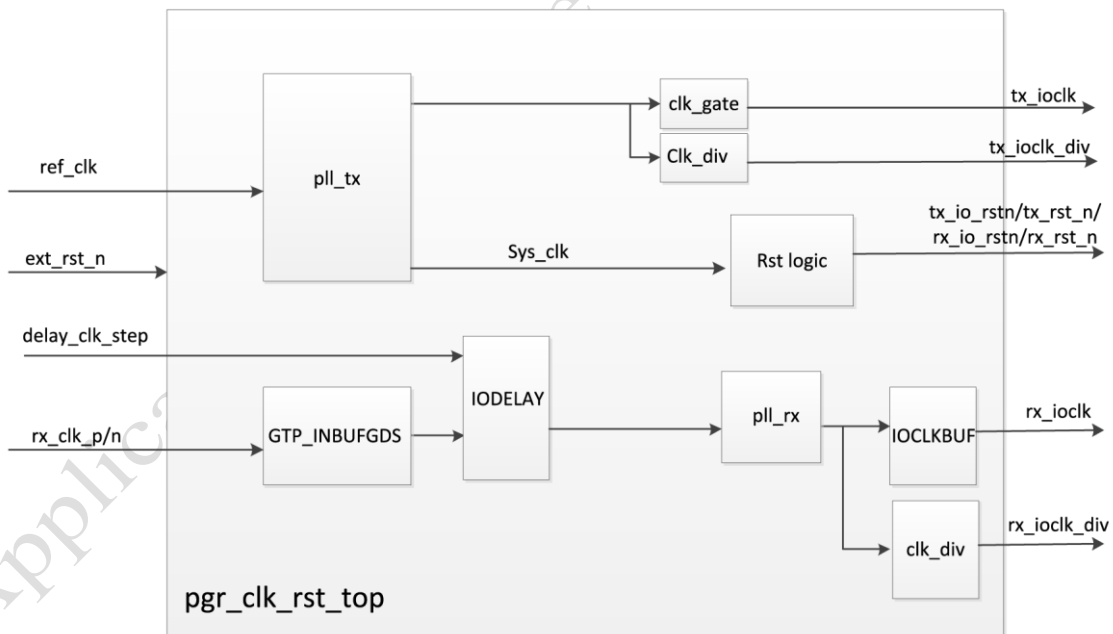 clk_gate
tx_ioclk
Clk_div
tx_ioclk_div
ref_clk
pll_tx
tx_io_rstn/tx_rst_n/
rx_io_rstn/rx_rst_n
ext_rst_n
Sys_clk
Rst logic
delay_clk_step
IODELAY
rx_clk_p/n
GTP_INBUFGDS
pll_rx
IOCLKBUF
rx_ioclk
clk_div
rx_ioclk_div
pgr_clk_rst_top